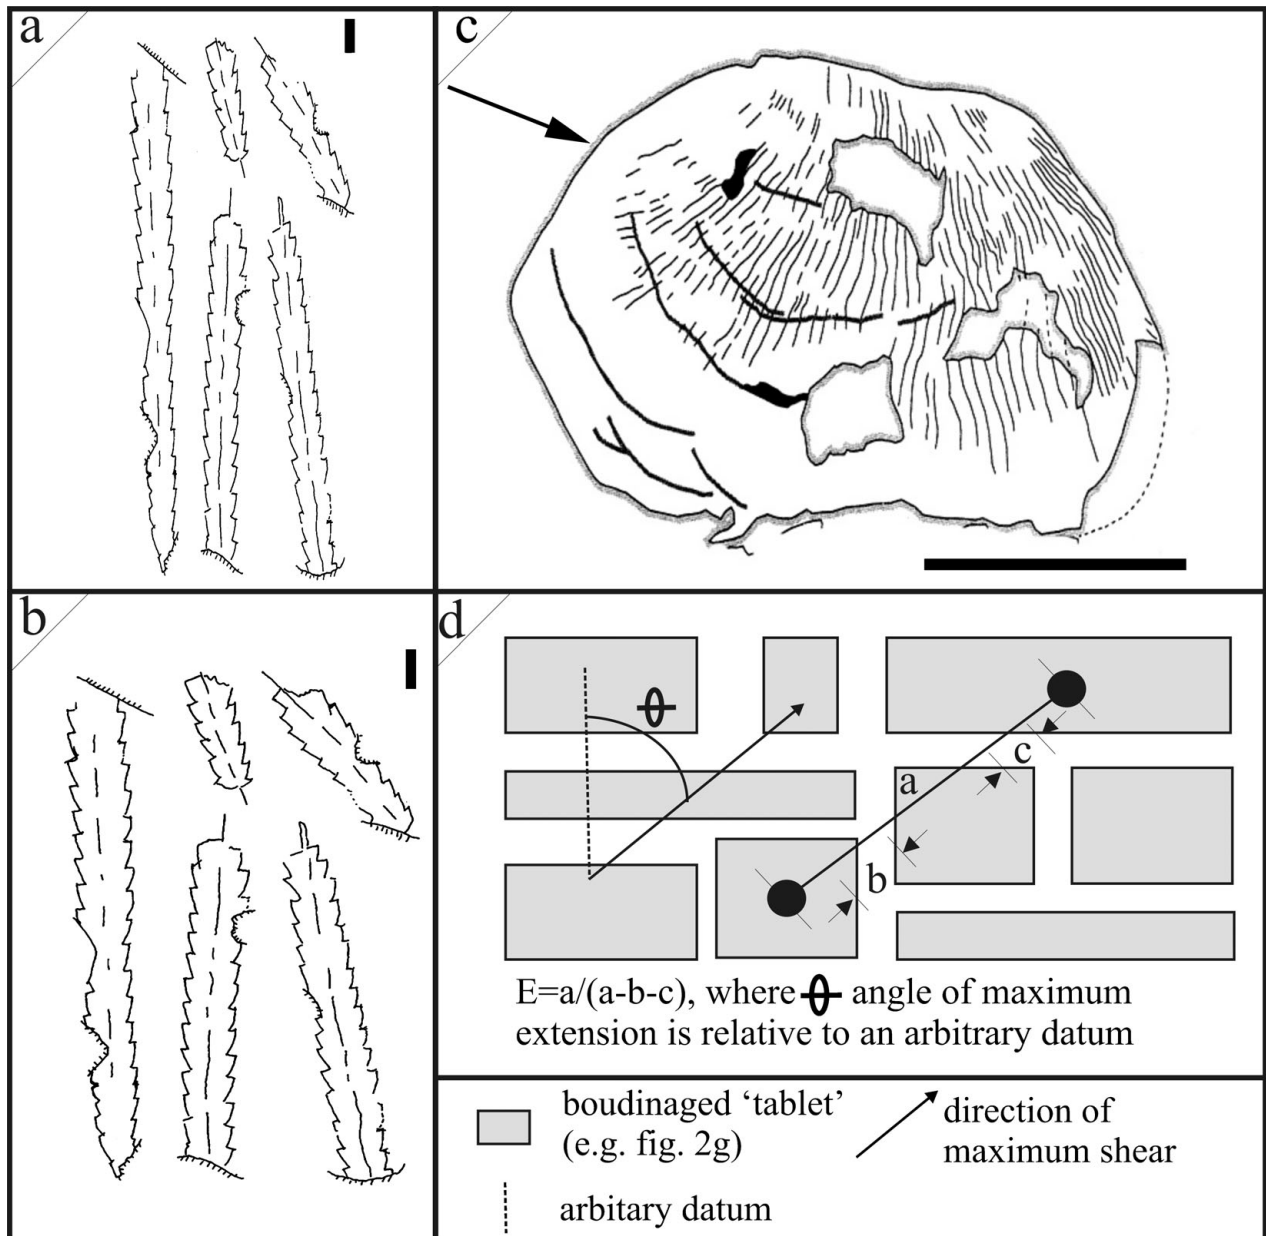 a
c
b
d
a
c
b
E=a/(a-b-c), where θ angle of maximum
extension is relative to an arbitrary datum
boudinaged ‘tablet’
(e.g. fig. 2g)
direction of
maximum shear
arbitary datum